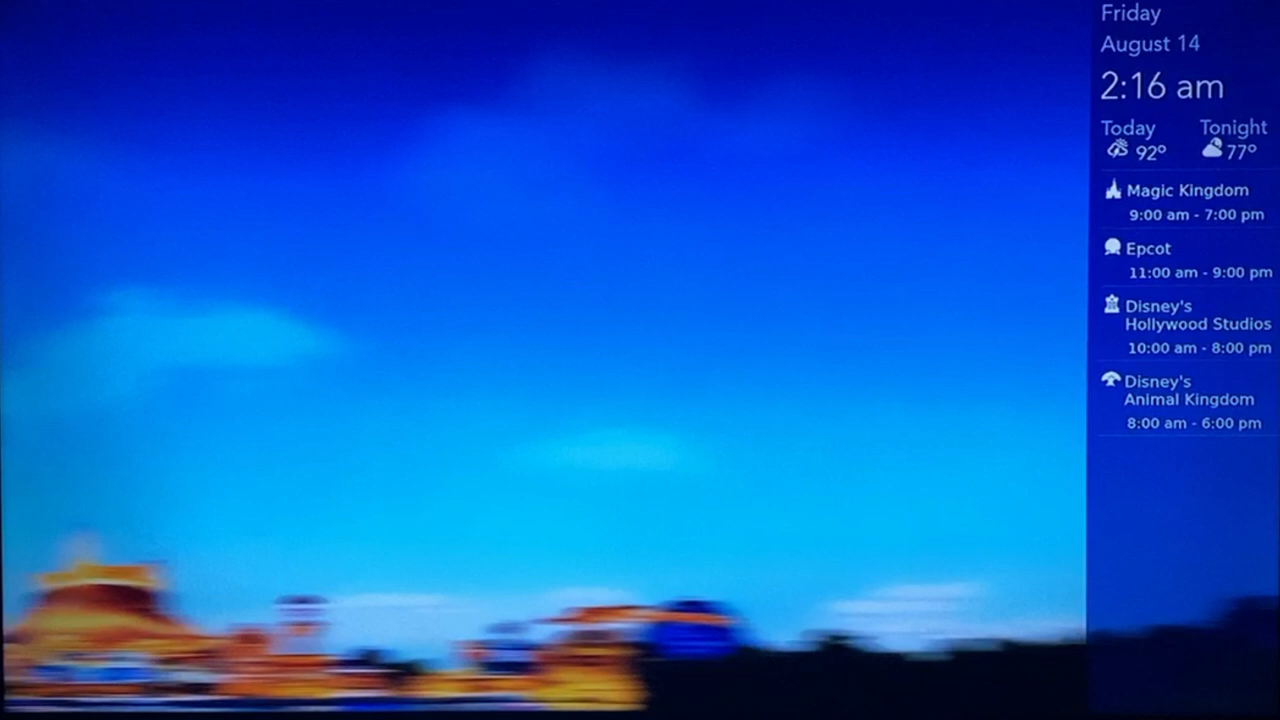 Friday
August 14
2:16 am
Today Tonight
92° 77°
Magic Kingdom
9:00 am - 7:00 pm
Epcot
11:00 am - 9:00 pm
Disney's
Hollywood Studios
10:00 am - 8:00 pm
Disney's
Animal Kingdom
8:00 am - 6:00 pm